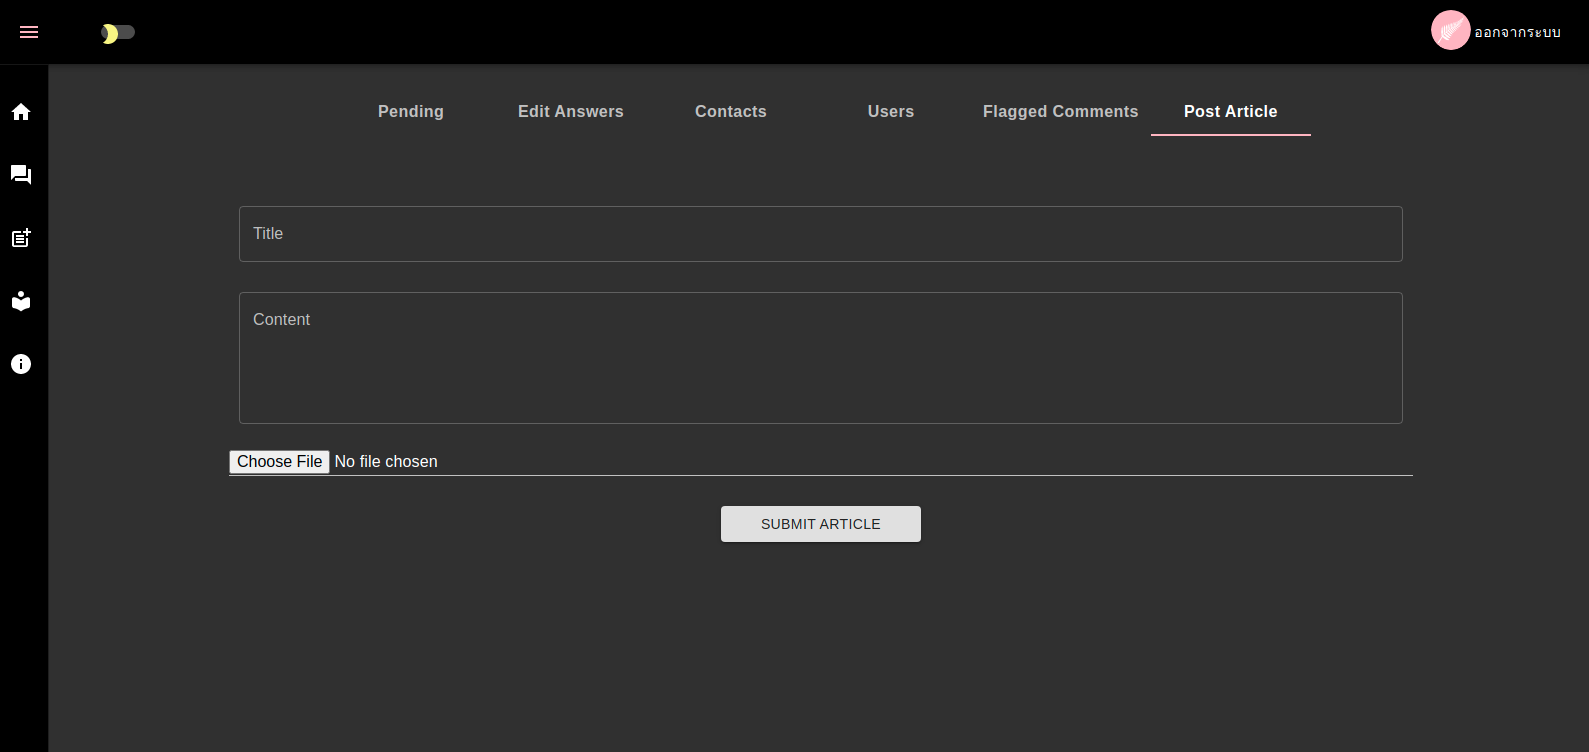 ออกจากระบบ
Pending Edit Answers Contacts Users Flagged Comments Post Article
Title
Content
Choose File No file chosen
SUBMIT ARTICLE